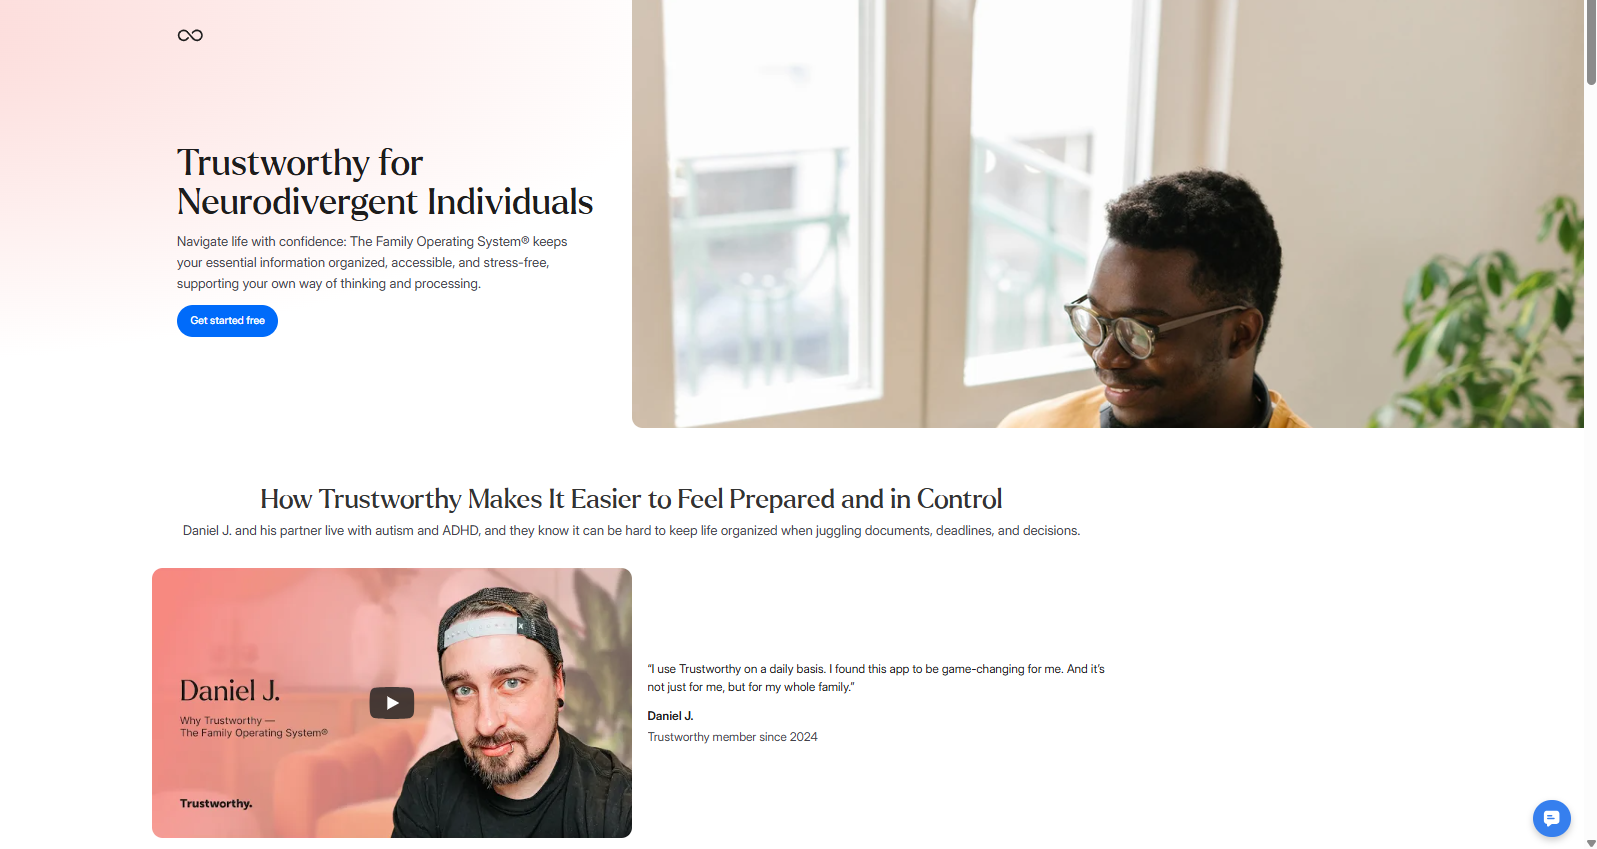 Trustworthy for
Neurodivergent Individuals
Navigate life with confidence: The Family Operating System® keeps
your essential information organized, accessible, and stress-free,
supporting your own way of thinking and processing.
Get started free
How Trustworthy Makes It Easier to Feel Prepared and in Control
Daniel J. and his partner live with autism and ADHD, and they know it can be hard to keep life organized when juggling documents, deadlines, and decisions.
Daniel J.
Why Trustworthy —
The Family Operating System®
Trustworthy.
“I use Trustworthy on a daily basis. I found this app to be game-changing for me. And it’s
not just for me, but for my whole family.”
Daniel J.
Trustworthy member since 2024